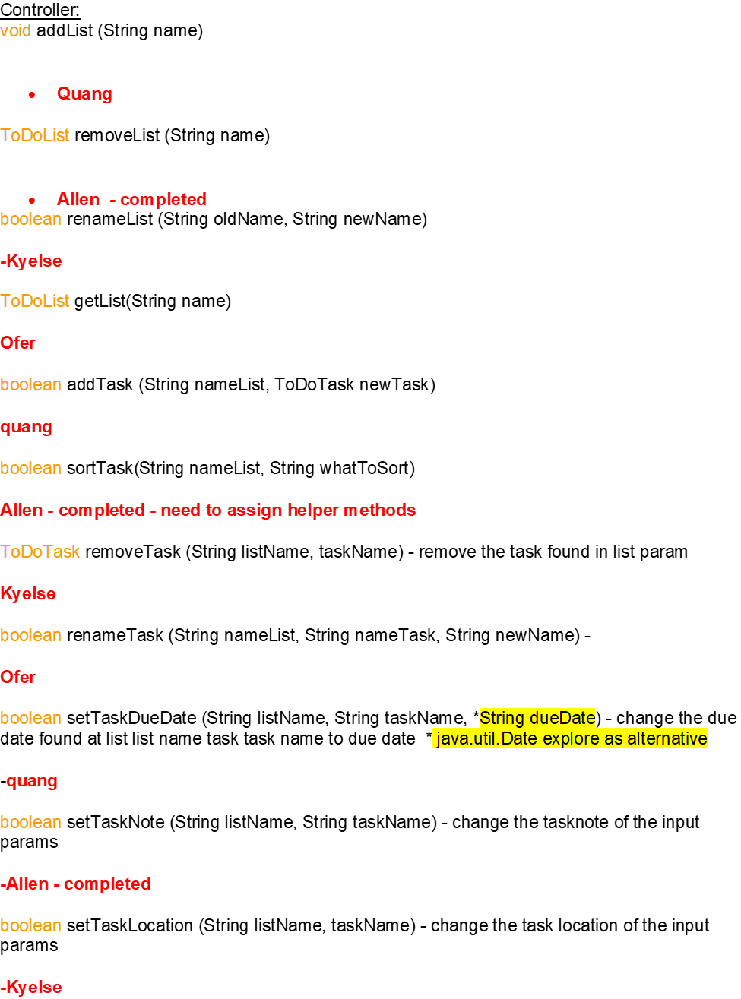 Controller:
void addList (String name)
• Quang
ToDoList removeList (String name)
• Allen  - completed
boolean renameList (String oldName, String newName)
-Kyelse
ToDoList getList(String name)
Ofer
boolean addTask (String nameList, ToDoTask newTask)
quang
boolean sortTask(String nameList, String whatToSort)
Allen - completed - need to assign helper methods
ToDoTask removeTask (String listName, taskName) - remove the task found in list param
Kyelse
boolean renameTask (String nameList, String nameTask, String newName) -
Ofer
boolean setTaskDueDate (String listName, String taskName, *String dueDate) - change the due
date found at list list name task task name to due date  * java.util.Date explore as alternative
-quang
boolean setTaskNote (String listName, String taskName) - change the tasknote of the input
params
-Allen - completed
boolean setTaskLocation (String listName, taskName) - change the task location of the input
params
-Kyelse